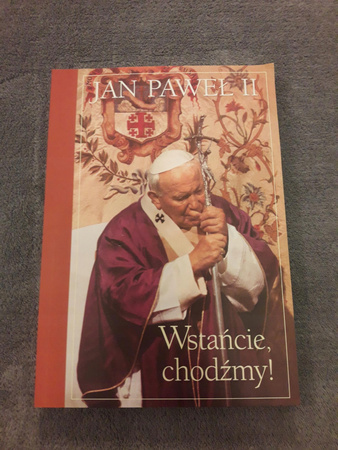 JAN PAWEŁ II
Wstańcie,
chodźmy!